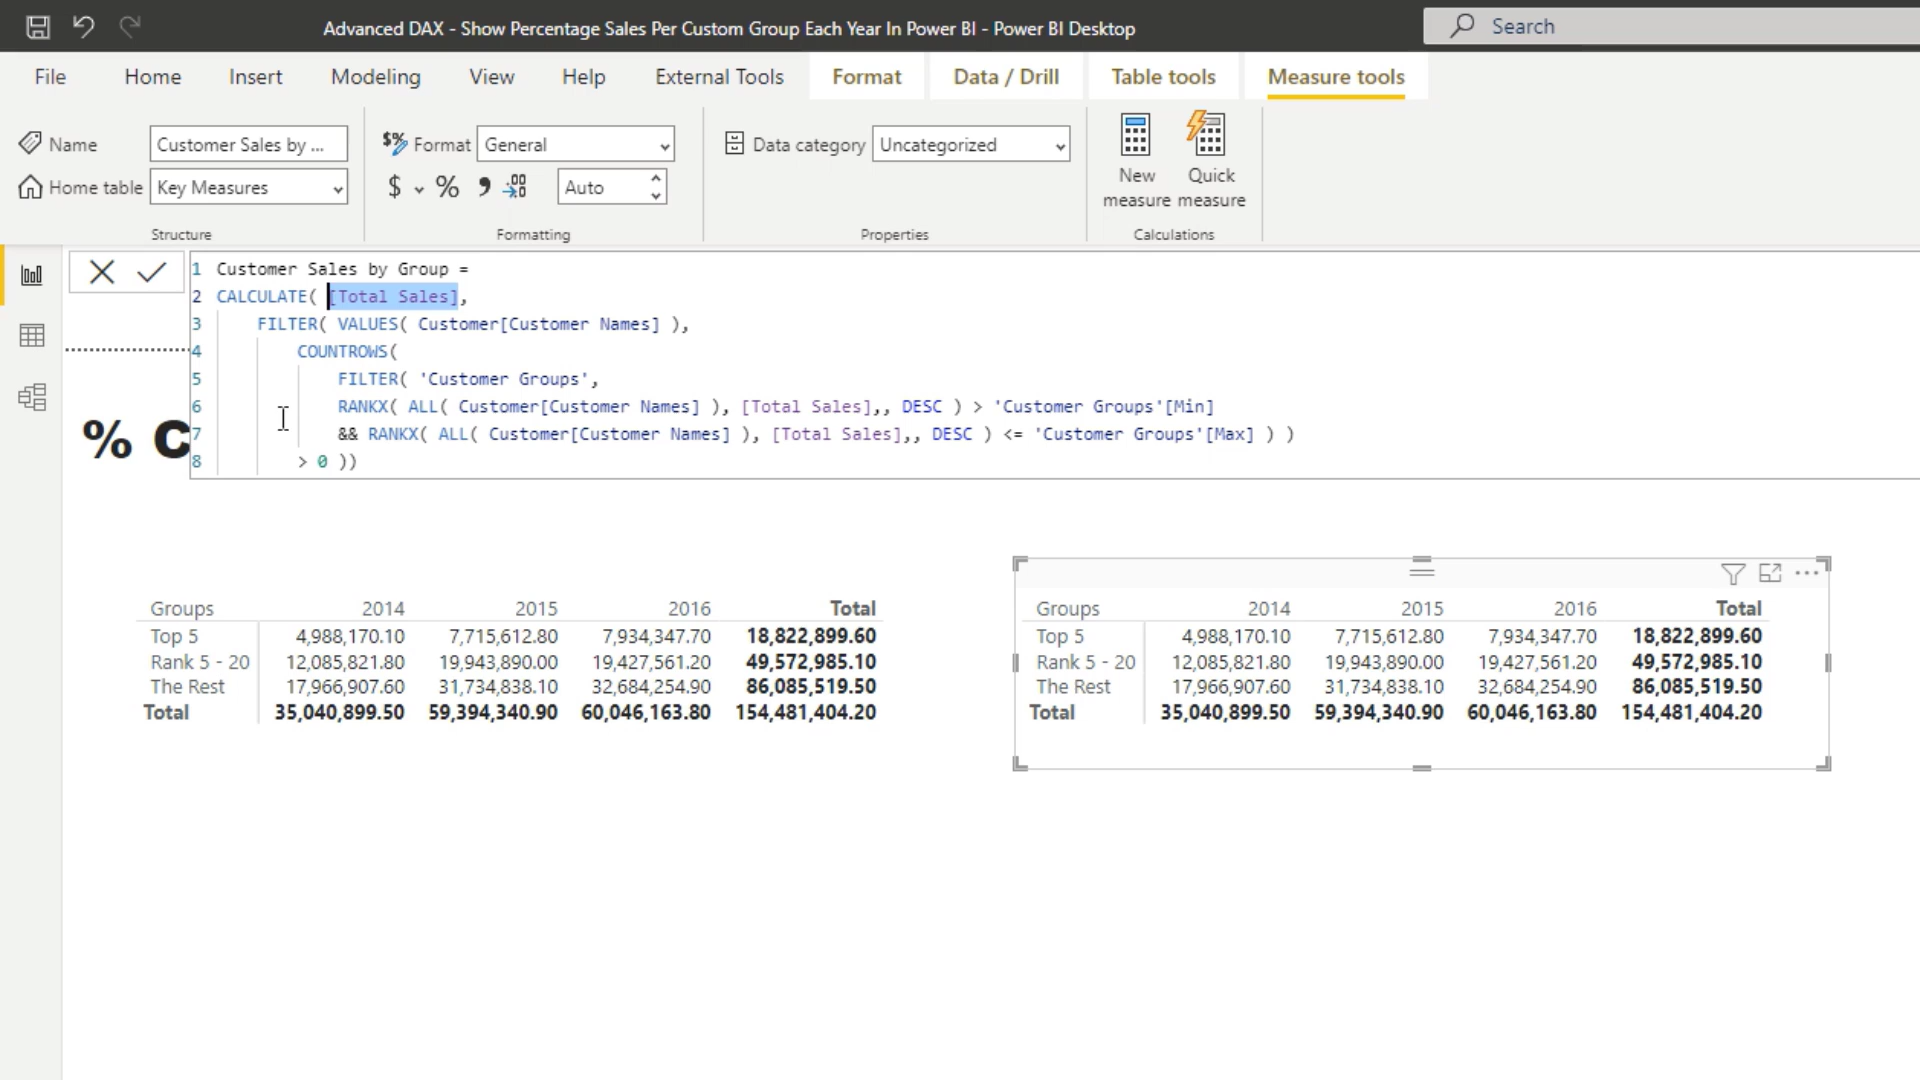 Advanced DAX - Show Percentage Sales Per Custom Group Each Year In Power BI - Power BI Desktop
Search
File Home Insert Modeling View Help External Tools Format Data / Drill Table tools Measure tools
Name Customer Sales by ...
$% Format General
Data category Uncategorized
Home table Key Measures
$ % 9 .00 Auto
New measure
Quick measure
Structure Formatting Properties Calculations
1 Customer Sales by Group =
2 CALCULATE( [Total Sales],
3 FILTER( VALUES( Customer[Customer Names] ),
4 COUNTROWS(
5 FILTER( 'Customer Groups',
6 RANKX( ALL( Customer[Customer Names] ), [Total Sales],, DESC ) > 'Customer Groups'[Min]
7 && RANKX( ALL( Customer[Customer Names] ), [Total Sales],, DESC ) <= 'Customer Groups'[Max] ) )
8 > 0 ))
% C
Groups 2014 2015 2016 Total
Top 5 4,988,170.10 7,715,612.80 7,934,347.70 18,822,899.60
Rank 5 - 20 12,085,821.80 19,943,890.00 19,427,561.20 49,572,985.10
The Rest 17,966,907.60 31,734,838.10 32,684,254.90 86,085,519.50
Total 35,040,899.50 59,394,340.90 60,046,163.80 154,481,404.20
Groups 2014 2015 2016 Total
Top 5 4,988,170.10 7,715,612.80 7,934,347.70 18,822,899.60
Rank 5 - 20 12,085,821.80 19,943,890.00 19,427,561.20 49,572,985.10
The Rest 17,966,907.60 31,734,838.10 32,684,254.90 86,085,519.50
Total 35,040,899.50 59,394,340.90 60,046,163.80 154,481,404.20